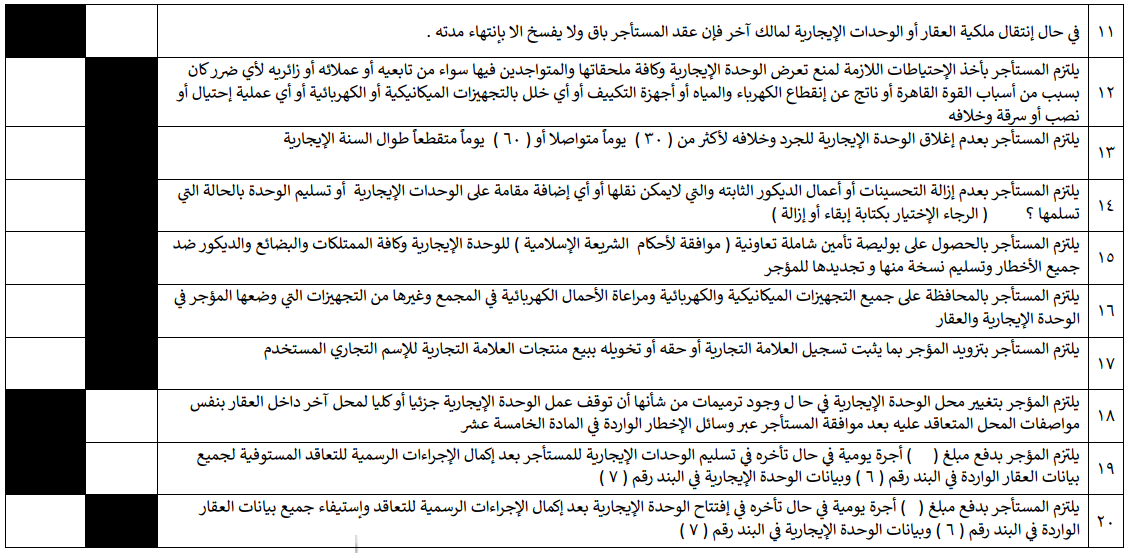 ١١ في حال إنتقال ملكية العقار أو الوحدات الإيجارية لمالك آخر فإن عقد المستأجر باق ولا يفسخ الا بإنتهاء مدته .
١٢ يلتزم المستأجر بأخذ الإحتياطات اللازمة لمنع تعرض الوحدة الإيجارية وكافة ملحقاتها والمتواجدين فيها سواء من تابعيه أو عملائه أو زائريه لأي ضرر كان
بسبب من أسباب القوة القاهرة أو ناتج عن إنقطاع الكهرباء والمياه أو أجهزة التكييف أو أي خلل بالتجهيزات الميكانيكية أو الكهربائية أو أي عملية إحتيال أو
نصب أو سرقة وخلافه
١٣ يلتزم المستأجر بعدم إغلاق الوحدة الإيجارية للجرد وخلافه لأكثر من ( ٣٠ ) يوماً متواصلا أو ( ٦٠ ) يوماً متقطعاً طوال السنة الإيجارية
١٤ يلتزم المستأجر بعدم إزالة التحسينات أو أعمال الديكور الثابته والتي لايمكن نقلها أو أي إضافة مقامة على الوحدات الإيجارية أو تسليم الوحدة بالحالة التي
تسلمها ؟ ( الرجاء الإختيار بكتابة إبقاء أو إزالة )
١٥ يلتزم المستأجر بالحصول على بوليصة تأمين شاملة تعاونية ( موافقة لأحكام الشريعة الإسلامية ) للوحدة الإيجارية وكافة الممتلكات والبضائع والديكور ضد
جميع الأخطار وتسليم نسخة منها و تجديدها للمؤجر
١٦ يلتزم المستأجر بالمحافظة على جميع التجهيزات الميكانيكية والكهربائية ومراعاة الأحمال الكهربائية في المجمع وغيرها من التجهيزات التي وضعها المؤجر في
الوحدة الإيجارية والعقار
١٧ يلتزم المستأجر بتزويد المؤجر بما يثبت تسجيل العلامة التجارية أو حقه أو تخويله ببيع منتجات العلامة التجارية للإسم التجاري المستخدم
١٨ يلتزم المؤجر بتغيير محل الوحدة الإيجارية في حا ل وجود ترميمات من شأنها أن توقف عمل الوحدة الإيجارية جزئيا أو كليا لمحل آخر داخل العقار بنفس
مواصفات المحل المتعاقد عليه بعد موافقة المستأجر عبر وسائل الإخطار الواردة في المادة الخامسة عشر
١٩ يلتزم المؤجر بدفع مبلغ ( ) أجرة يومية في حال تأخره في تسليم الوحدات الإيجارية للمستأجر بعد إكمال الإجراءات الرسمية للتعاقد المستوفية لجميع
بيانات العقار الواردة في البند رقم ( ٦ ) وبيانات الوحدة الإيجارية في البند رقم ( ٧ )
٢٠ يلتزم المستأجر بدفع مبلغ ( ) أجرة يومية في حال تأخره في إفتتاح الوحدة الإيجارية بعد إكمال الإجراءات الرسمية للتعاقد وإستيفاء جميع بيانات العقار
الواردة في البند رقم ( ٦ ) وبيانات الوحدة الإيجارية في البند رقم ( ٧ )